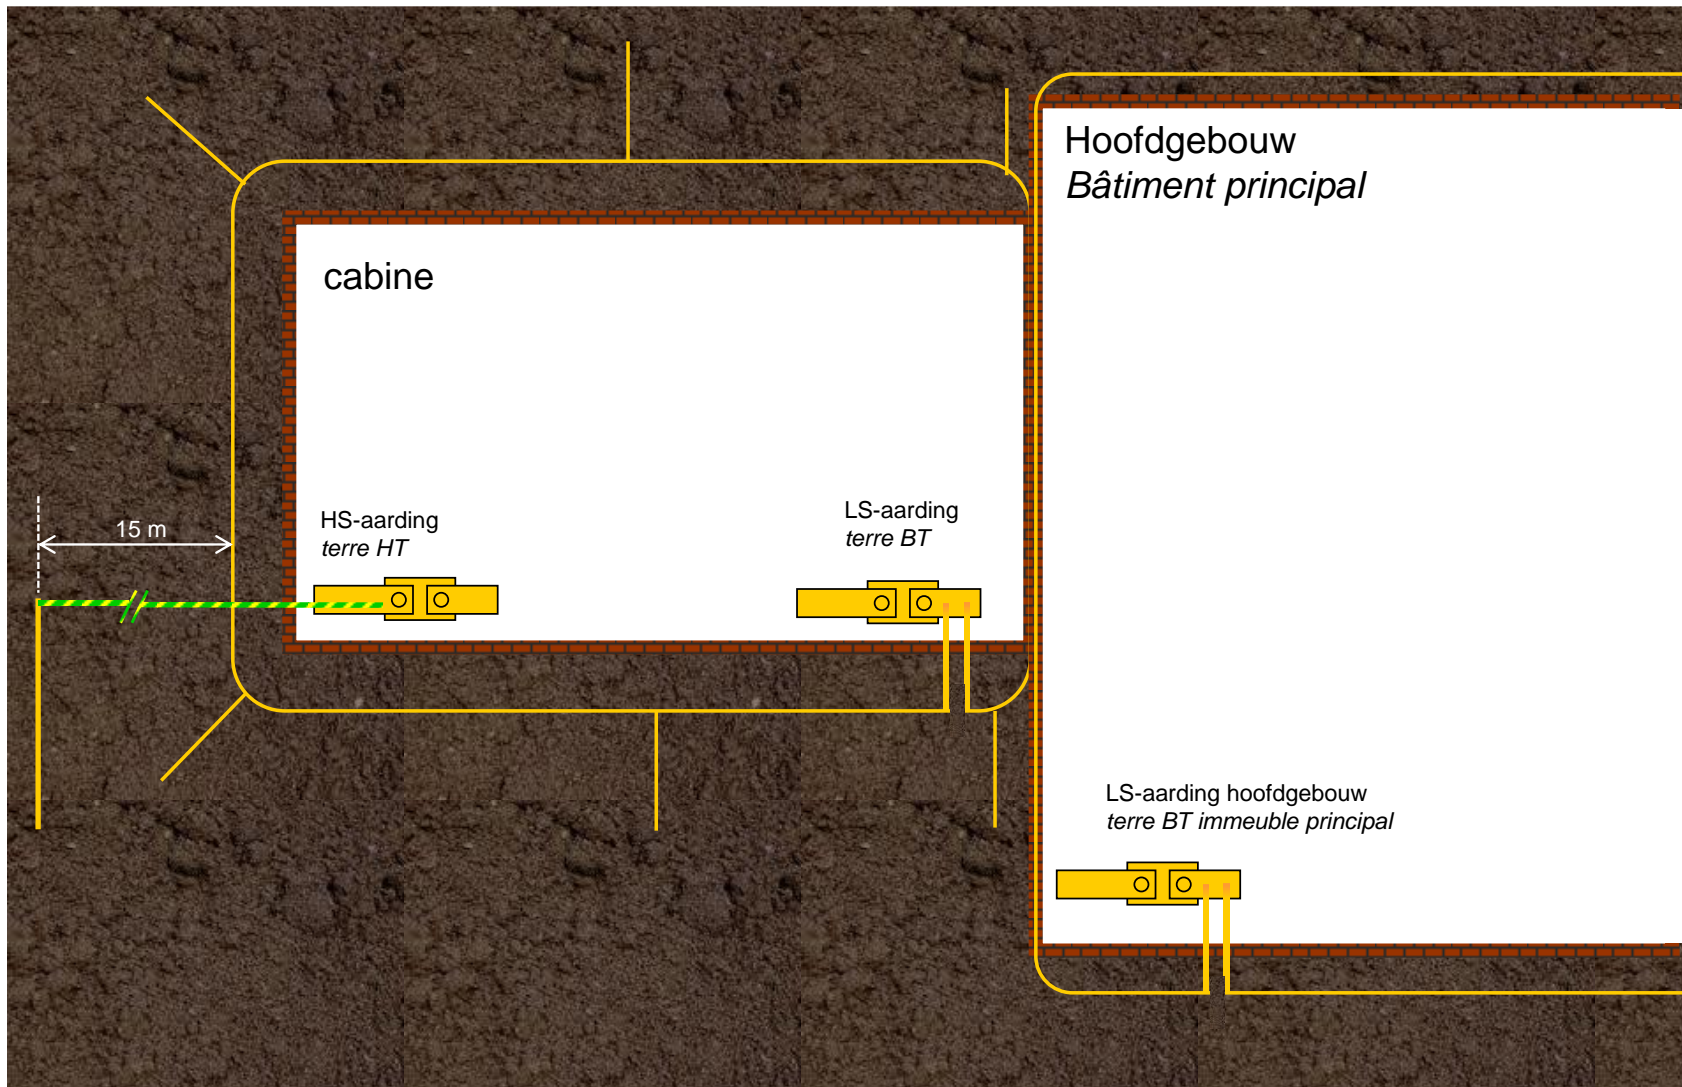 Hoofdgebouw
Bâtiment principal
cabine
HS-aarding
terre HT
LS-aarding
terre BT
15 m
LS-aarding hoofdgebouw
terre BT immeuble principal